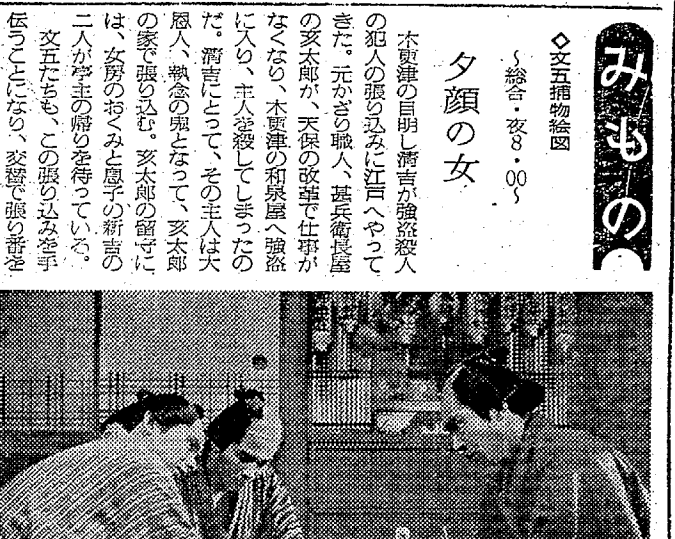 みもの
◇文五捕物絵図
～総合・夜8・00～
夕顔の女
木更津の目明し清吉が強盗殺人
の犯人の張り込みに江戸へやって
きた。元かざり職人、甚兵衛長屋
の亥太郎が、天保の改革で仕事が
なくなり、木更津の和泉屋へ強盗
に入り、主人を殺してしまったの
だ。清吉にとって、その主人は大
恩人、執念の鬼となって、亥太郎
の家で張り込む。亥太郎の留守に
は、女房のおくみと息子の新吉の
二人が亭主の帰りを待っている。
文五たちも、この張り込みを手
伝うことになり、交替で張り番を